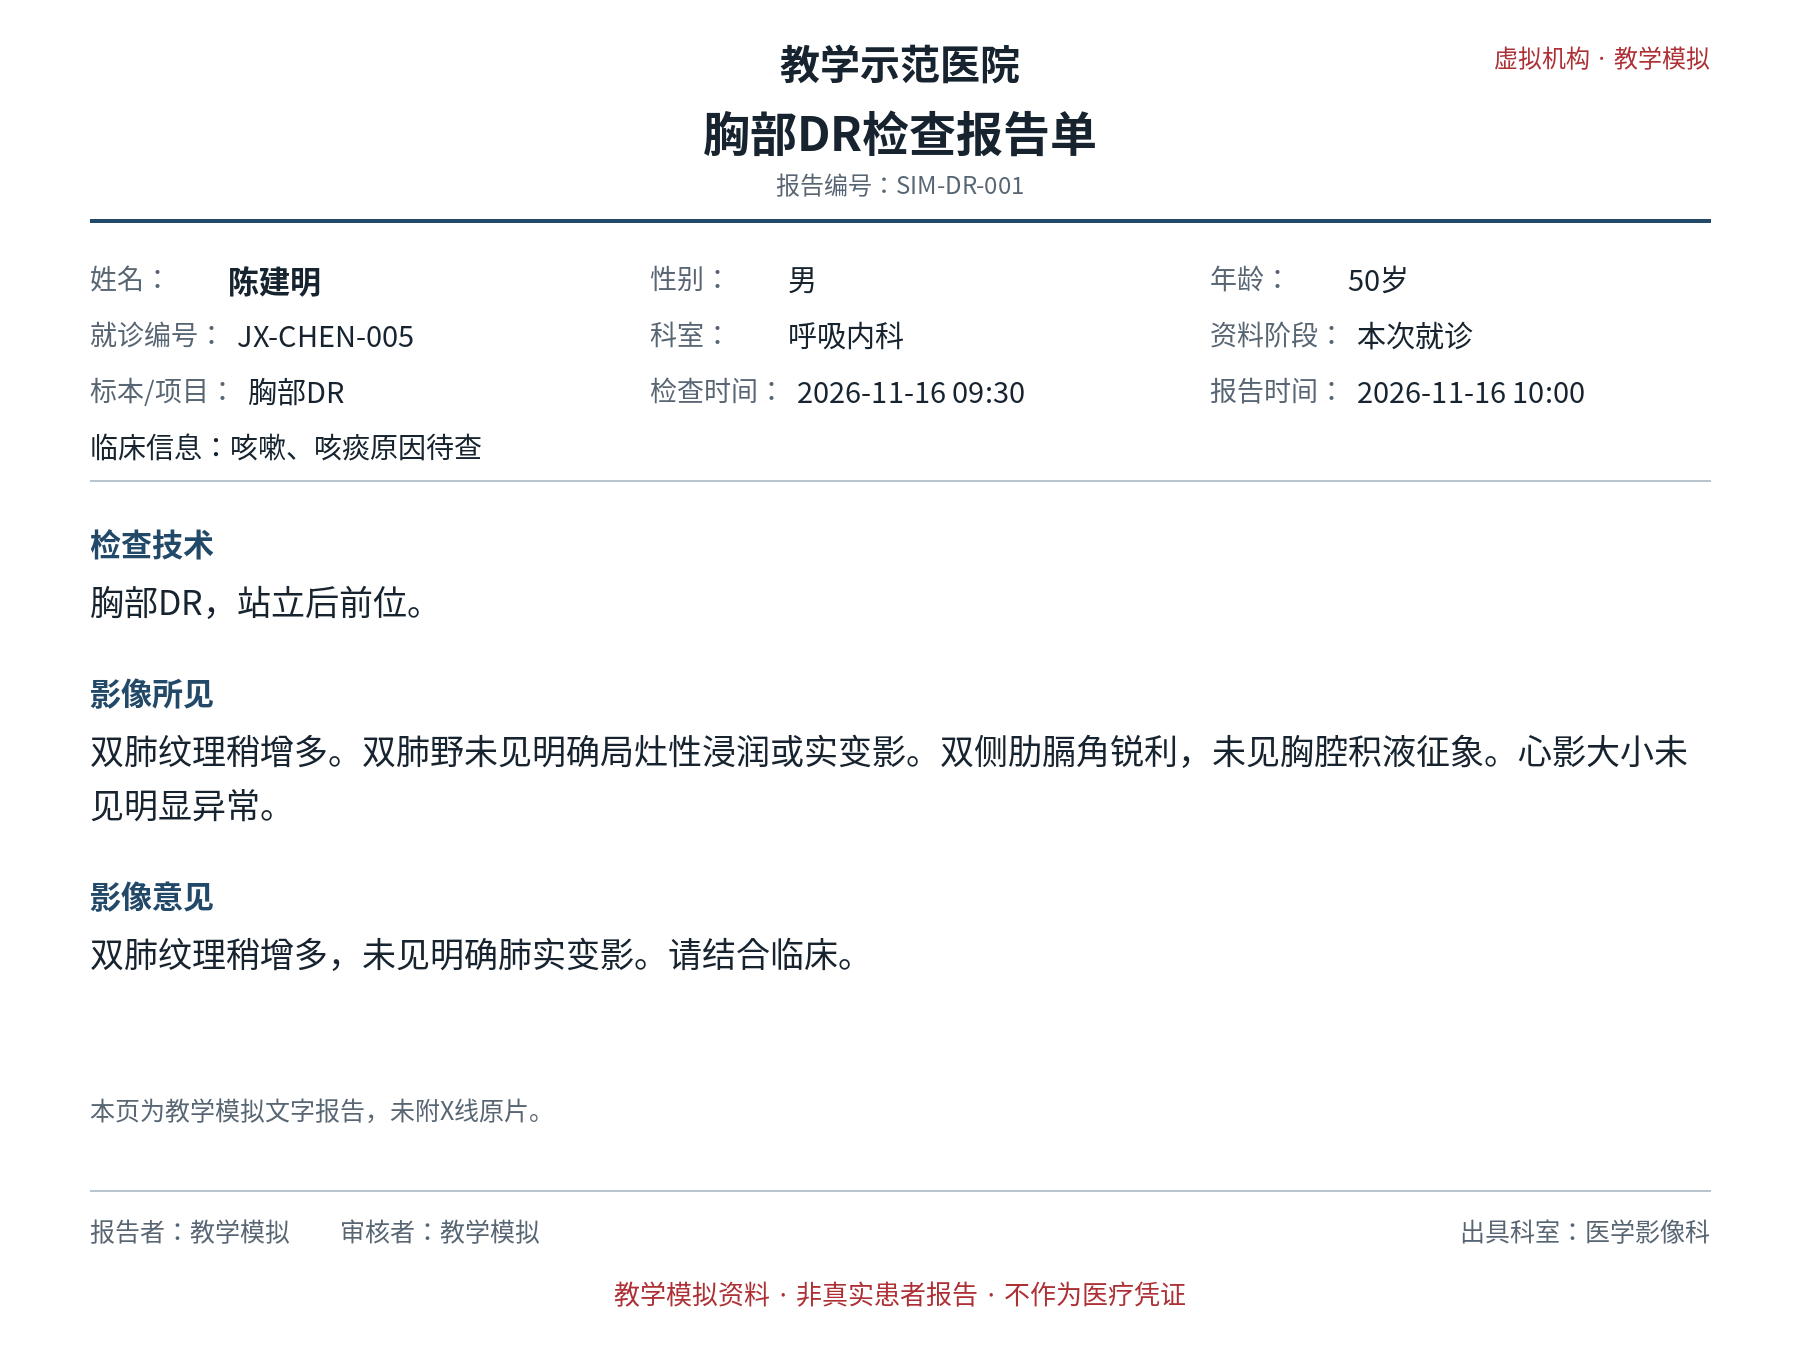 教学示范医院
虚拟机构 · 教学模拟
胸部DR检查报告单
报告编号：SIM-DR-001
姓名： 陈建明 性别： 男 年龄： 50岁
就诊编号： JX-CHEN-005 科室： 呼吸内科 资料阶段： 本次就诊
标本/项目： 胸部DR 检查时间： 2026-11-16 09:30 报告时间： 2026-11-16 10:00
临床信息：咳嗽、咳痰原因待查
检查技术
胸部DR，站立后前位。
影像所见
双肺纹理稍增多。双肺野未见明确局灶性浸润或实变影。双侧肋膈角锐利，未见胸腔积液征象。心影大小未
见明显异常。
影像意见
双肺纹理稍增多，未见明确肺实变影。请结合临床。
本页为教学模拟文字报告，未附X线原片。
报告者：教学模拟 审核者：教学模拟 出具科室：医学影像科
教学模拟资料 · 非真实患者报告 · 不作为医疗凭证